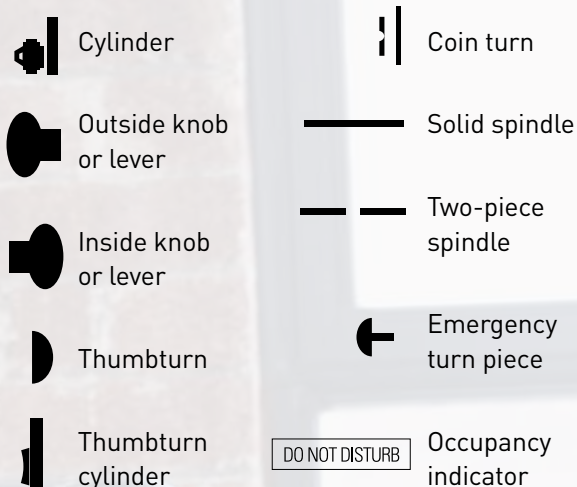 Cylinder
Outside knob
or lever
Inside knob
or lever
Thumbturn
Thumbturn
cylinder
Coin turn
Solid spindle
Two-piece
spindle
Emergency
turn piece
DO NOT DISTURB
Occupancy
indicator